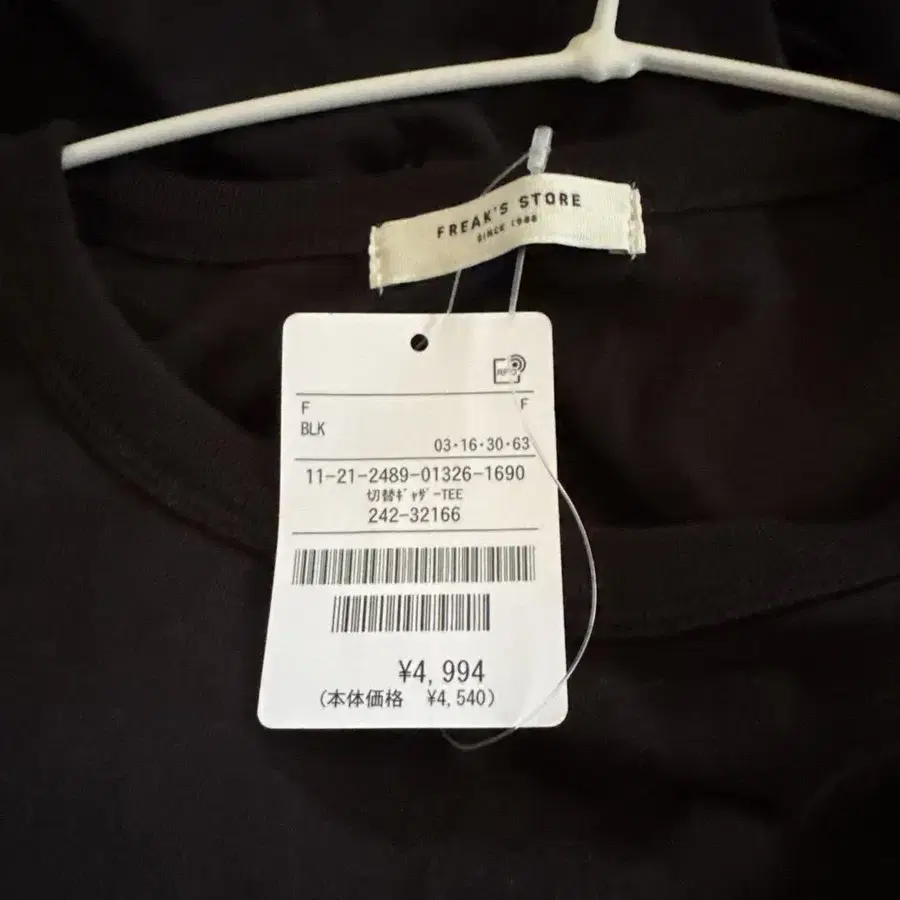 FREAK'S STORE
SINCE 1986
RFID
F F
BLK
03・16・30・63
11-21-2489-01326-1690
切替ｷﾞｬｻﾞｰTEE
242-32166
¥4,994
(本体価格 ¥4,540)